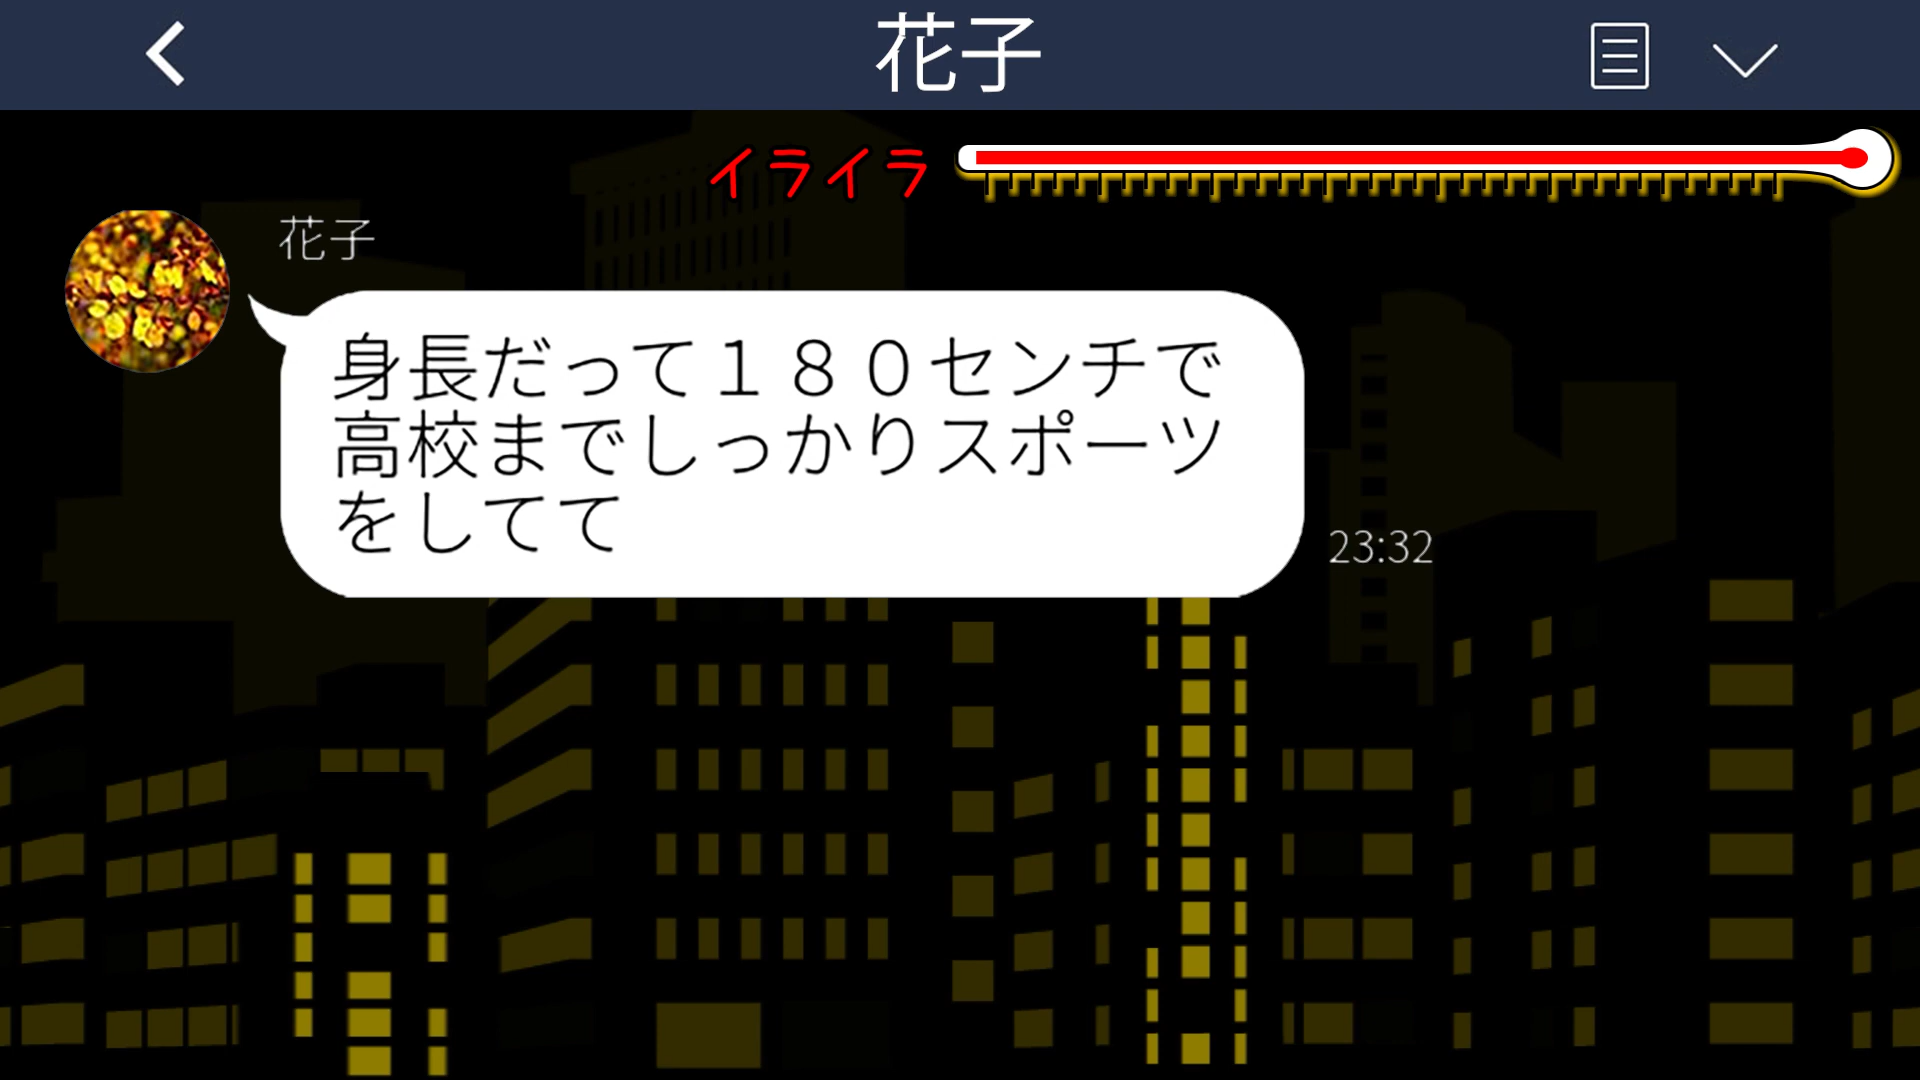 花子
イライラ
花子
身長だって１８０センチで
高校までしっかりスポーツ
をしてて
23:32